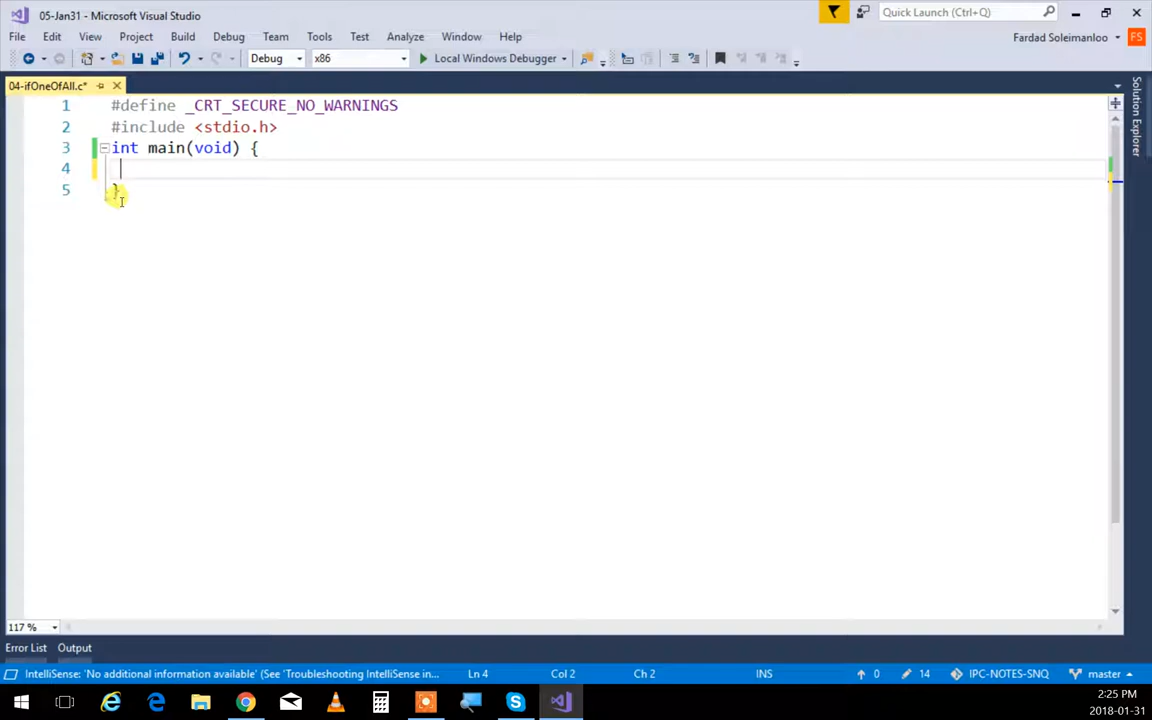 05-Jan31 - Microsoft Visual Studio
Quick Launch (Ctrl+Q)
File Edit View Project Build Debug Team Tools Test Analyze Window Help
Fardad Soleimanloo FS
Debug x86 Local Windows Debugger
04-ifOneOfAll.c*
Solution Explorer
1 #define _CRT_SECURE_NO_WARNINGS
2 #include <stdio.h>
3 int main(void) {
4
5 }
117 %
Error List Output
IntelliSense: 'No additional information available' (See 'Troubleshooting IntelliSense in... Ln 4 Col 2 Ch 2 INS 0 14 IPC-NOTES-SNQ master
2:25 PM
2018-01-31